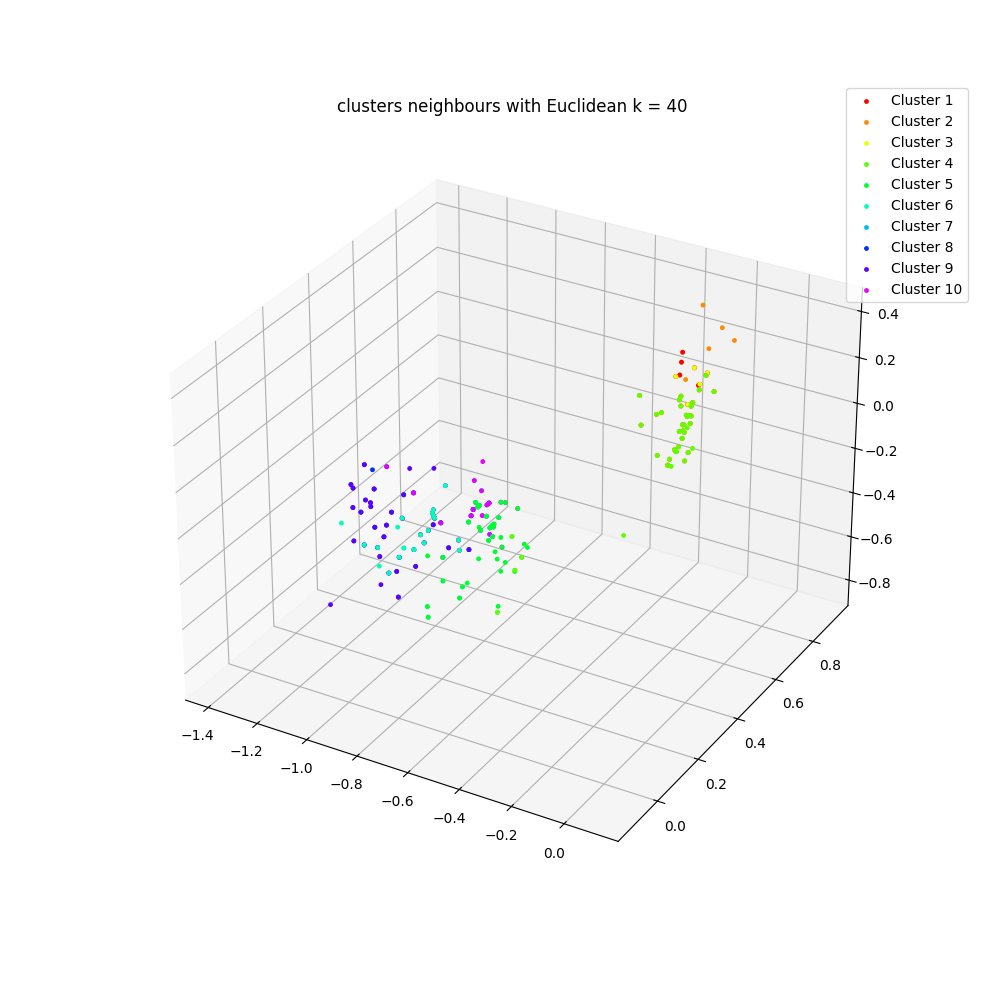 clusters neighbours with Euclidean k = 40
Cluster 1
Cluster 2
Cluster 3
Cluster 4
Cluster 5
Cluster 6
Cluster 7
Cluster 8
Cluster 9
Cluster 10
0.4
0.2
0.0
−0.2
−0.4
−0.6
−0.8
0.8
0.6
0.4
0.2
0.0
−1.4
−1.2
−1.0
−0.8
−0.6
−0.4
−0.2
0.0